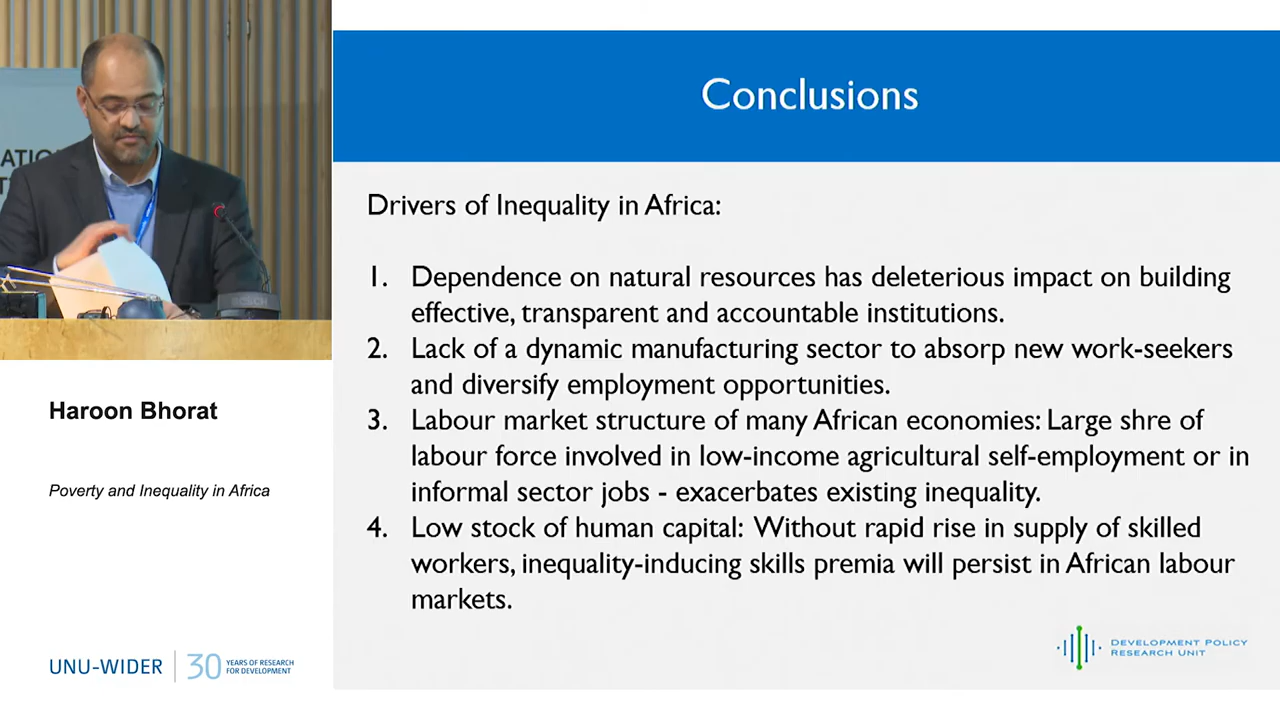 ATIO
T
BOSCH
Haroon Bhorat
Poverty and Inequality in Africa
UNU-WIDER
30 YEARS OF RESEARCH
FOR DEVELOPMENT
Conclusions
Drivers of Inequality in Africa:
1. Dependence on natural resources has deleterious impact on building
effective, transparent and accountable institutions.
2. Lack of a dynamic manufacturing sector to absorp new work-seekers
and diversify employment opportunities.
3. Labour market structure of many African economies: Large shre of
labour force involved in low-income agricultural self-employment or in
informal sector jobs - exacerbates existing inequality.
4. Low stock of human capital: Without rapid rise in supply of skilled
workers, inequality-inducing skills premia will persist in African labour
markets.
DEVELOPMENT POLICY
RESEARCH UNIT